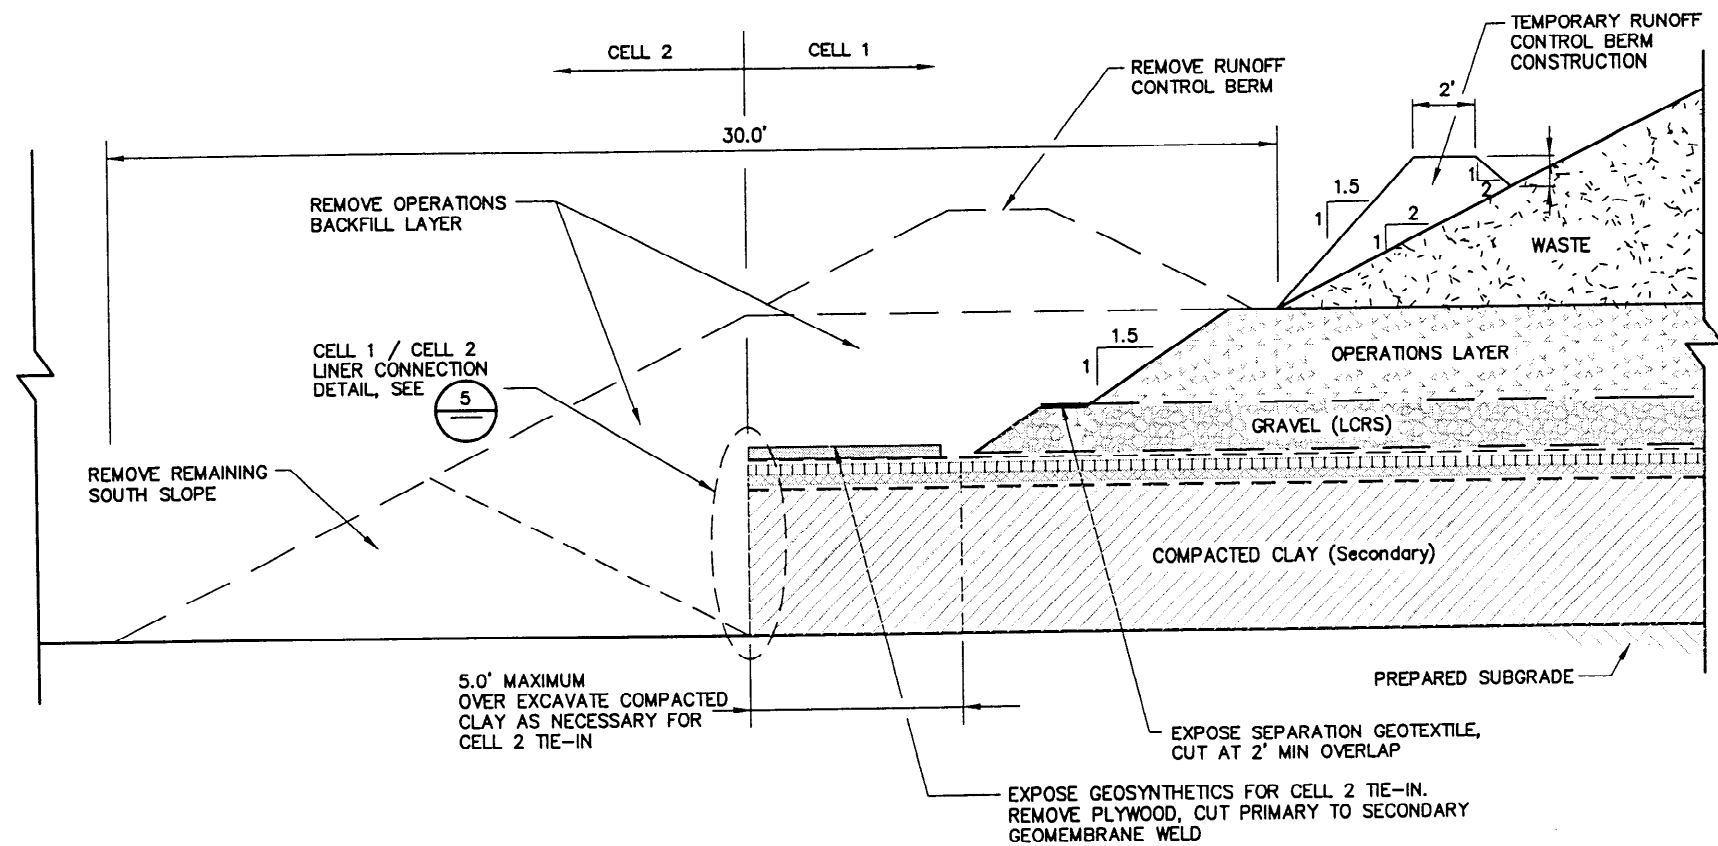 TEMPORARY RUNOFF
CONTROL BERM
CONSTRUCTION
CELL 2
CELL 1
REMOVE RUNOFF
CONTROL BERM
2'
30.0'
1
2
1.5
1
2
1
WASTE
REMOVE OPERATIONS
BACKFILL LAYER
1.5
1
OPERATIONS LAYER
CELL 1 / CELL 2
LINER CONNECTION
DETAIL, SEE
5
GRAVEL (LCRS)
REMOVE REMAINING
SOUTH SLOPE
COMPACTED CLAY (Secondary)
5.0' MAXIMUM
OVER EXCAVATE COMPACTED
CLAY AS NECESSARY FOR
CELL 2 TIE-IN
PREPARED SUBGRADE
EXPOSE SEPARATION GEOTEXTILE,
CUT AT 2' MIN OVERLAP
EXPOSE GEOSYNTHETICS FOR CELL 2 TIE-IN.
REMOVE PLYWOOD, CUT PRIMARY TO SECONDARY
GEOMEMBRANE WELD